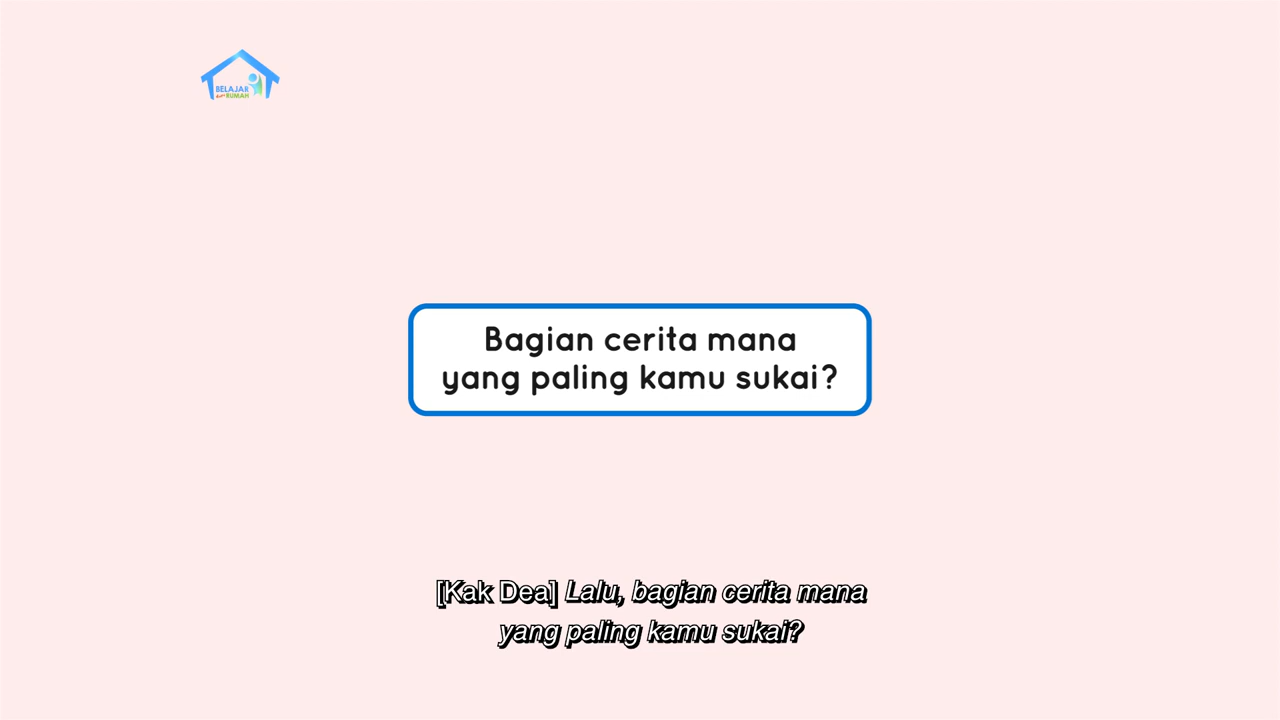 BELAJAR
dari RUMAH
Bagian cerita mana
yang paling kamu sukai?
[Kak Dea] Lalu, bagian cerita mana
yang paling kamu sukai?